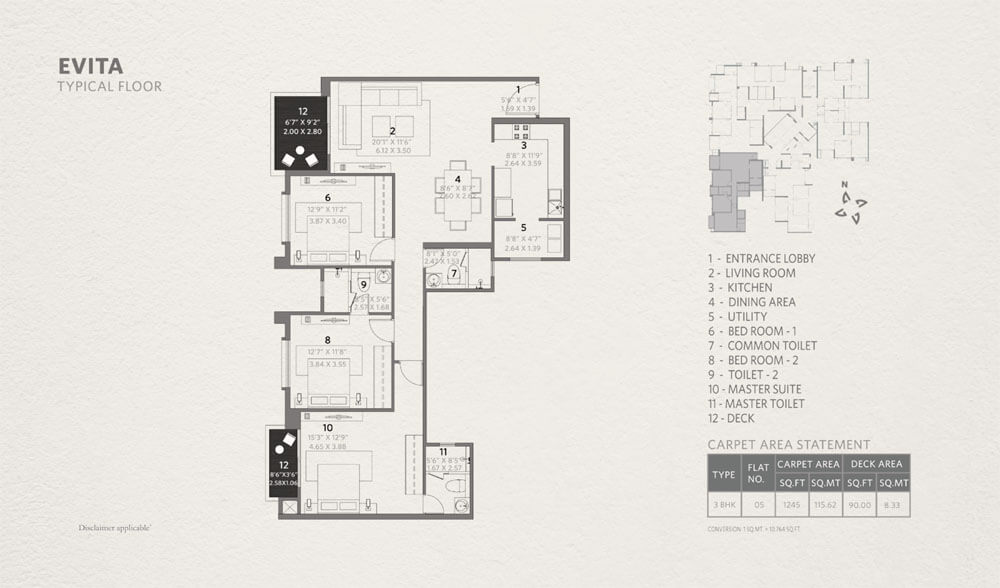 EVITA
TYPICAL FLOOR
12
6'7" X 9'2"
2.00 X 2.80
2
20'1" X 11'6"
6.12 X 3.50
1
5'6" X 4'7"
1.69 X 1.39
3
8'8" X 11'9"
2.64 X 3.59
4
8'6" X 8'7"
2.60 X 2.62
5
8'8" X 4'7"
2.64 X 1.39
6
12'9" X 11'2"
3.87 X 3.40
7
8'1" X 5'0"
2.47 X 1.53
9
X 5'6"
2.57 X 1.68
8
12'7" X 11'8"
3.84 X 3.55
10
15'3" X 12'9"
4.65 X 3.88
11
5'6" X 8'5"
1.67 X 2.57
12
8'6"X3'6"
2.58X1.06
N
1 - ENTRANCE LOBBY
2 - LIVING ROOM
3 - KITCHEN
4 - DINING AREA
5 - UTILITY
6 - BED ROOM - 1
7 - COMMON TOILET
8 - BED ROOM - 2
9 - TOILET - 2
10 - MASTER SUITE
11 - MASTER TOILET
12 - DECK
CARPET AREA STATEMENT
TYPE FLAT NO. CARPET AREA DECK AREA
SQ.FT SQ.MT SQ.FT SQ.MT
3 BHK 05 1245 115.62 90.00 8.33
CONVERSION: 1 SQ.MT = 10.764 SQ.FT.
Disclaimer applicable*